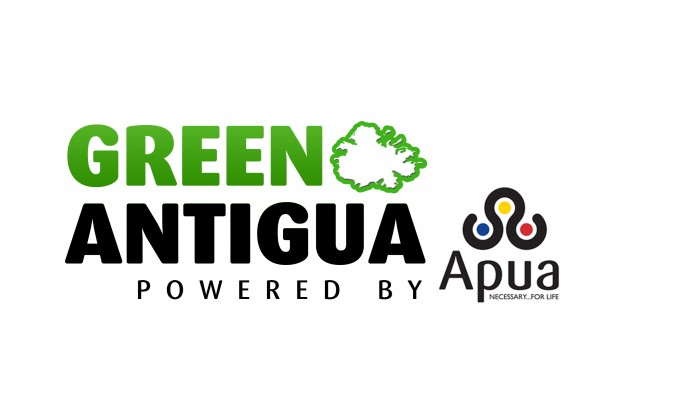 GREEN
ANTIGUA
POWERED BY
Apua
NECESSARY...FOR LIFE